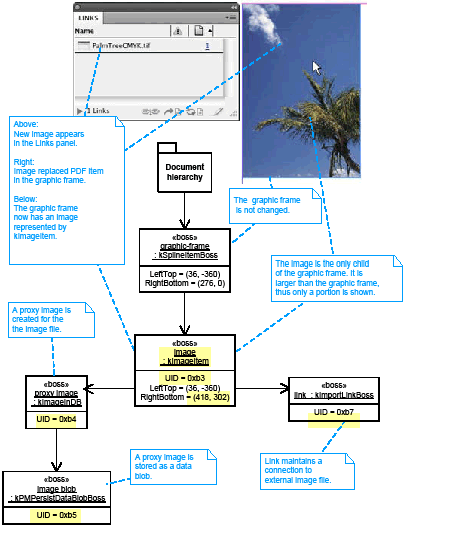 LINKS
Name
PalmTreeCMYK.tif 1
1 Links
Above:
New image appears
in the Links panel.
Right:
Image replaced PDF item
in the graphic frame.
Below:
The graphic frame
now has an image
represented by
kImageItem.
Document
hierarchy
The graphic frame
is not changed.
«boss»
graphic-frame
: kSplineItemBoss
LeftTop = (36, -360)
RightBottom = (276, 0)
The image is the only child
of the graphic frame. It is
larger than the graphic frame,
thus only a portion is shown.
A proxy image is
created for the
the image file.
«boss»
image
: kImageItem
UID = 0xb3
LeftTop = (36, -360)
RightBottom = (418, 302)
«boss»
proxy image
: kImageInDB
UID = 0xb4
«boss»
link : kImportLinkBoss
UID = 0xb7
A proxy image is
stored as a data
blob.
Link maintains a
connection to
external image file.
«boss»
image blob
: kPMPersistDataBlobBoss
UID = 0xb5